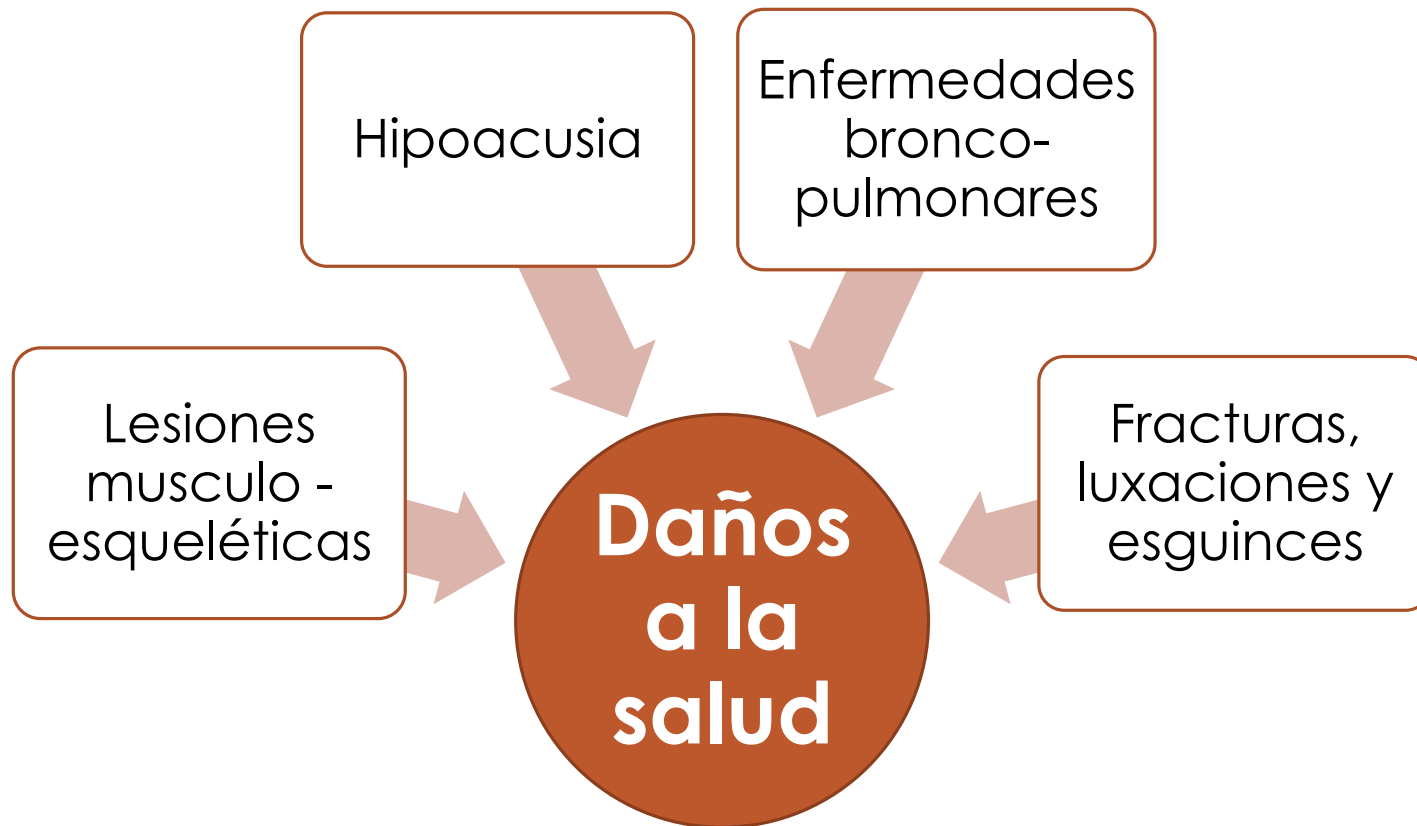 Hipoacusia
Enfermedades
bronco-
pulmonares
Lesiones
musculo -
esqueléticas
Fracturas,
luxaciones y
esguinces
Daños
a la
salud